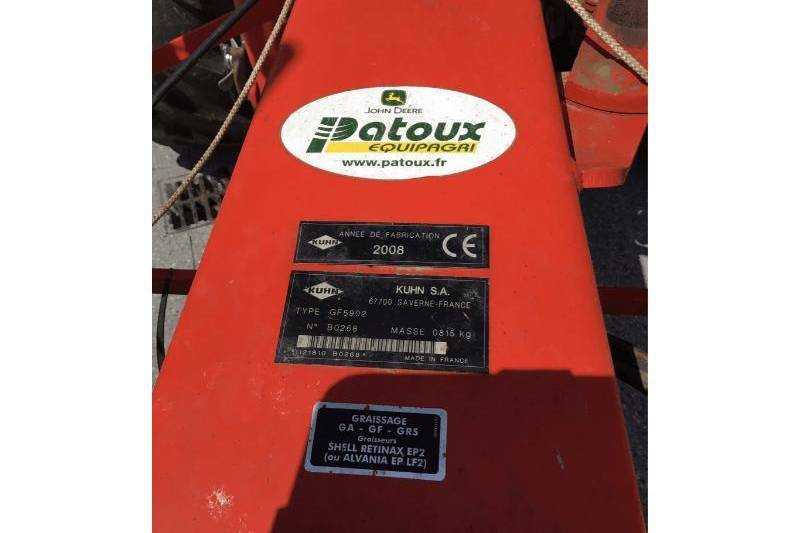 JOHN DEERE
Patoux
EQUIPAGRI
www.patoux.fr
KUHN
ANNEE DE FABRICATION
2008
CE
KUHN
KUHN S.A.
67700 SAVERNE-FRANCE
TYPE GF5902
N° B0268 MASSE 0815 kg
D121810 B0268*
MADE IN FRANCE
GRAISSAGE
GA - GF - GRS
Graisseurs
SHELL RETINAX EP2
(ou ALVANIA EP LF2)